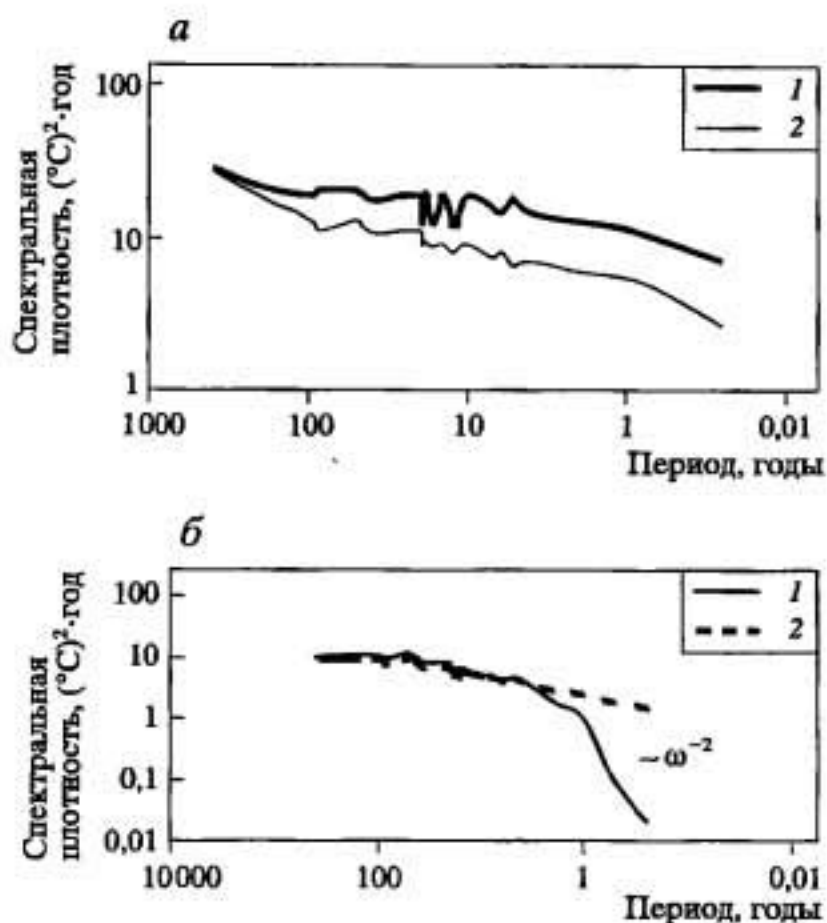 а
Спектральная
плотность, (°C)²·год
100
10
1
1
2
1000 100 10 1 0,01
Период, годы
б
Спектральная
плотность, (°C)²·год
100
10
1
0,1
0,01
1
2
~ ω⁻²
10000 100 1 0,01
Период, годы